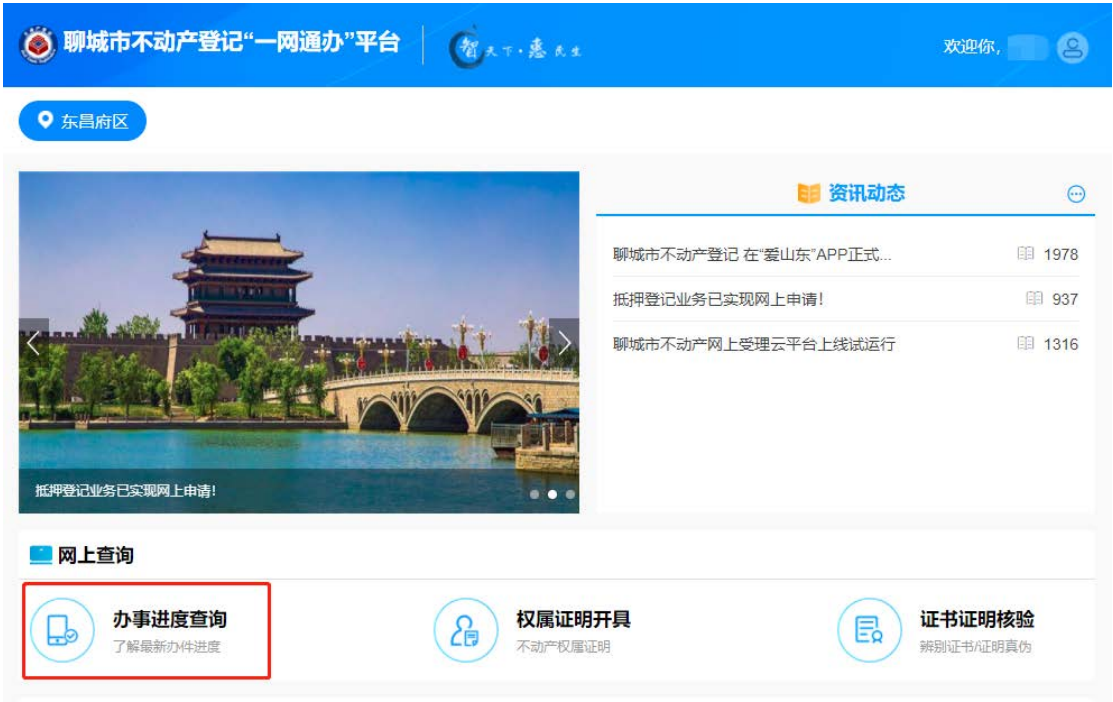 聊城市不动产登记“一网通办”平台
智天下·惠民生
欢迎你,
东昌府区
资讯动态
聊城市不动产登记 在“爱山东”APP正式... 1978
抵押登记业务已实现网上申请! 937
聊城市不动产网上受理云平台上线试运行 1316
抵押登记业务已实现网上申请!
网上查询
办事进度查询
了解最新办件进度
权属证明开具
不动产权属证明
证书证明核验
辨别证书/证明真伪